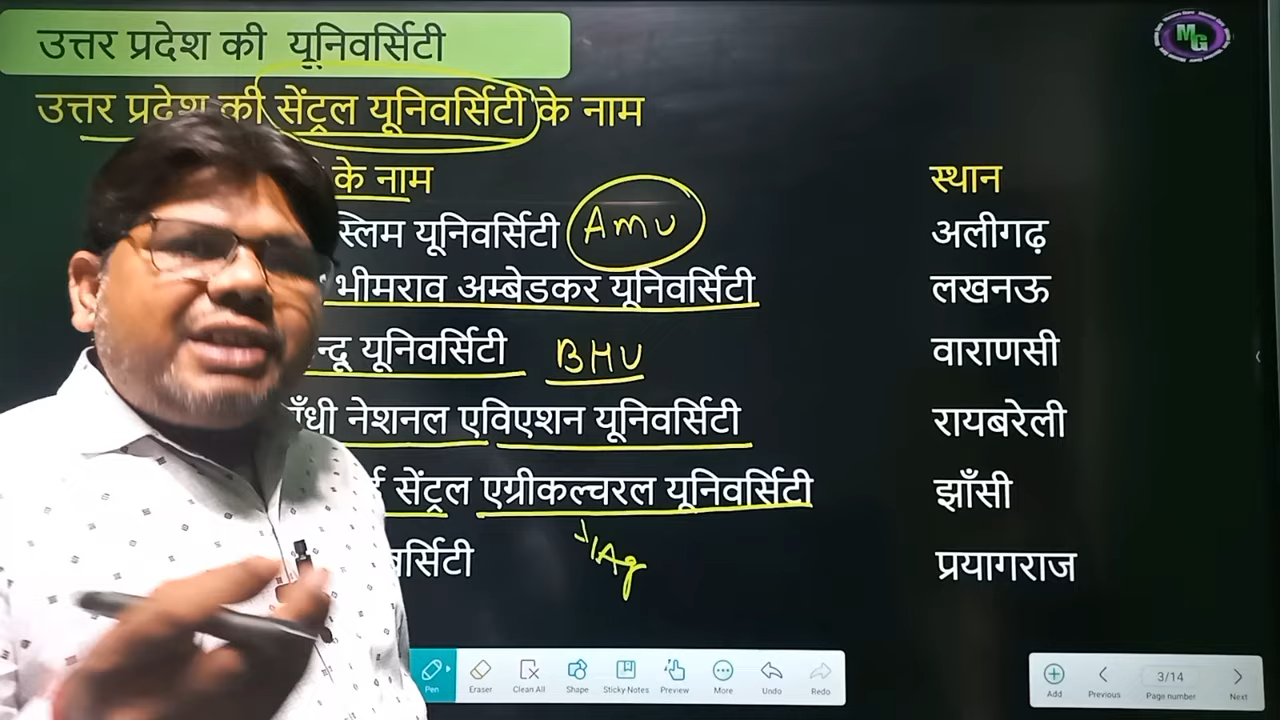 उत्तर प्रदेश की यूनिवर्सिटी
MG
उत्तर प्रदेश की सेंट्रल यूनिवर्सिटी के नाम
के नाम स्थान
स्लिम यूनिवर्सिटी AMU अलीगढ़
भीमराव अम्बेडकर यूनिवर्सिटी लखनऊ
न्दू यूनिवर्सिटी BHU वाराणसी
ाँधी नेशनल एविएशन यूनिवर्सिटी रायबरेली
सेंट्रल एग्रीकल्चरल यूनिवर्सिटी झाँसी
Ag
वर्सिटी प्रयागराज
Pen Eraser Clean All Shape Sticky Notes Preview More Undo Redo
Add Previous 3/14 Page number Next